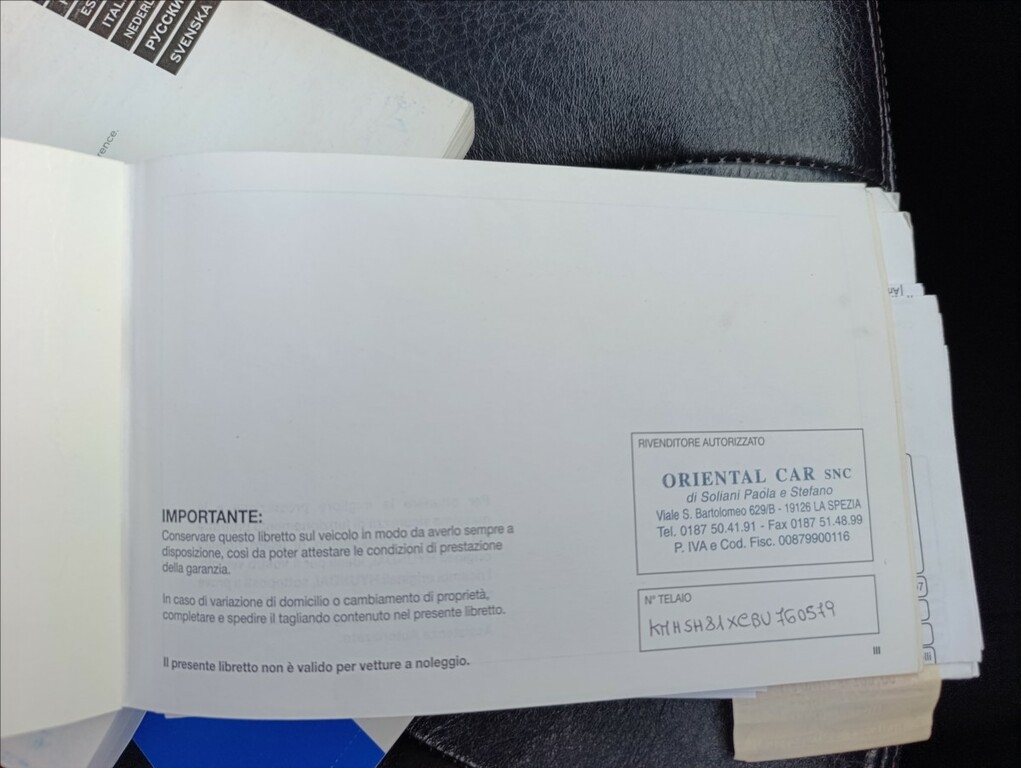 ITAL
NEDERL
РУССКИ
SVENSKA
rence.
IMPORTANTE:
Conservare questo libretto sul veicolo in modo da averlo sempre a
disposizione, così da poter attestare le condizioni di prestazione
della garanzia.
In caso di variazione di domicilio o cambiamento di proprietà,
completare e spedire il tagliando contenuto nel presente libretto.
Il presente libretto non è valido per vetture a noleggio.
RIVENDITORE AUTORIZZATO
ORIENTAL CAR SNC
di Soliani Paola e Stefano
Viale S. Bartolomeo 629/B - 19126 LA SPEZIA
Tel. 0187 50.41.91 - Fax 0187 51.48.99
P. IVA e Cod. Fisc. 00879900116
N° TELAIO
KMHSH81XCBU760579
III